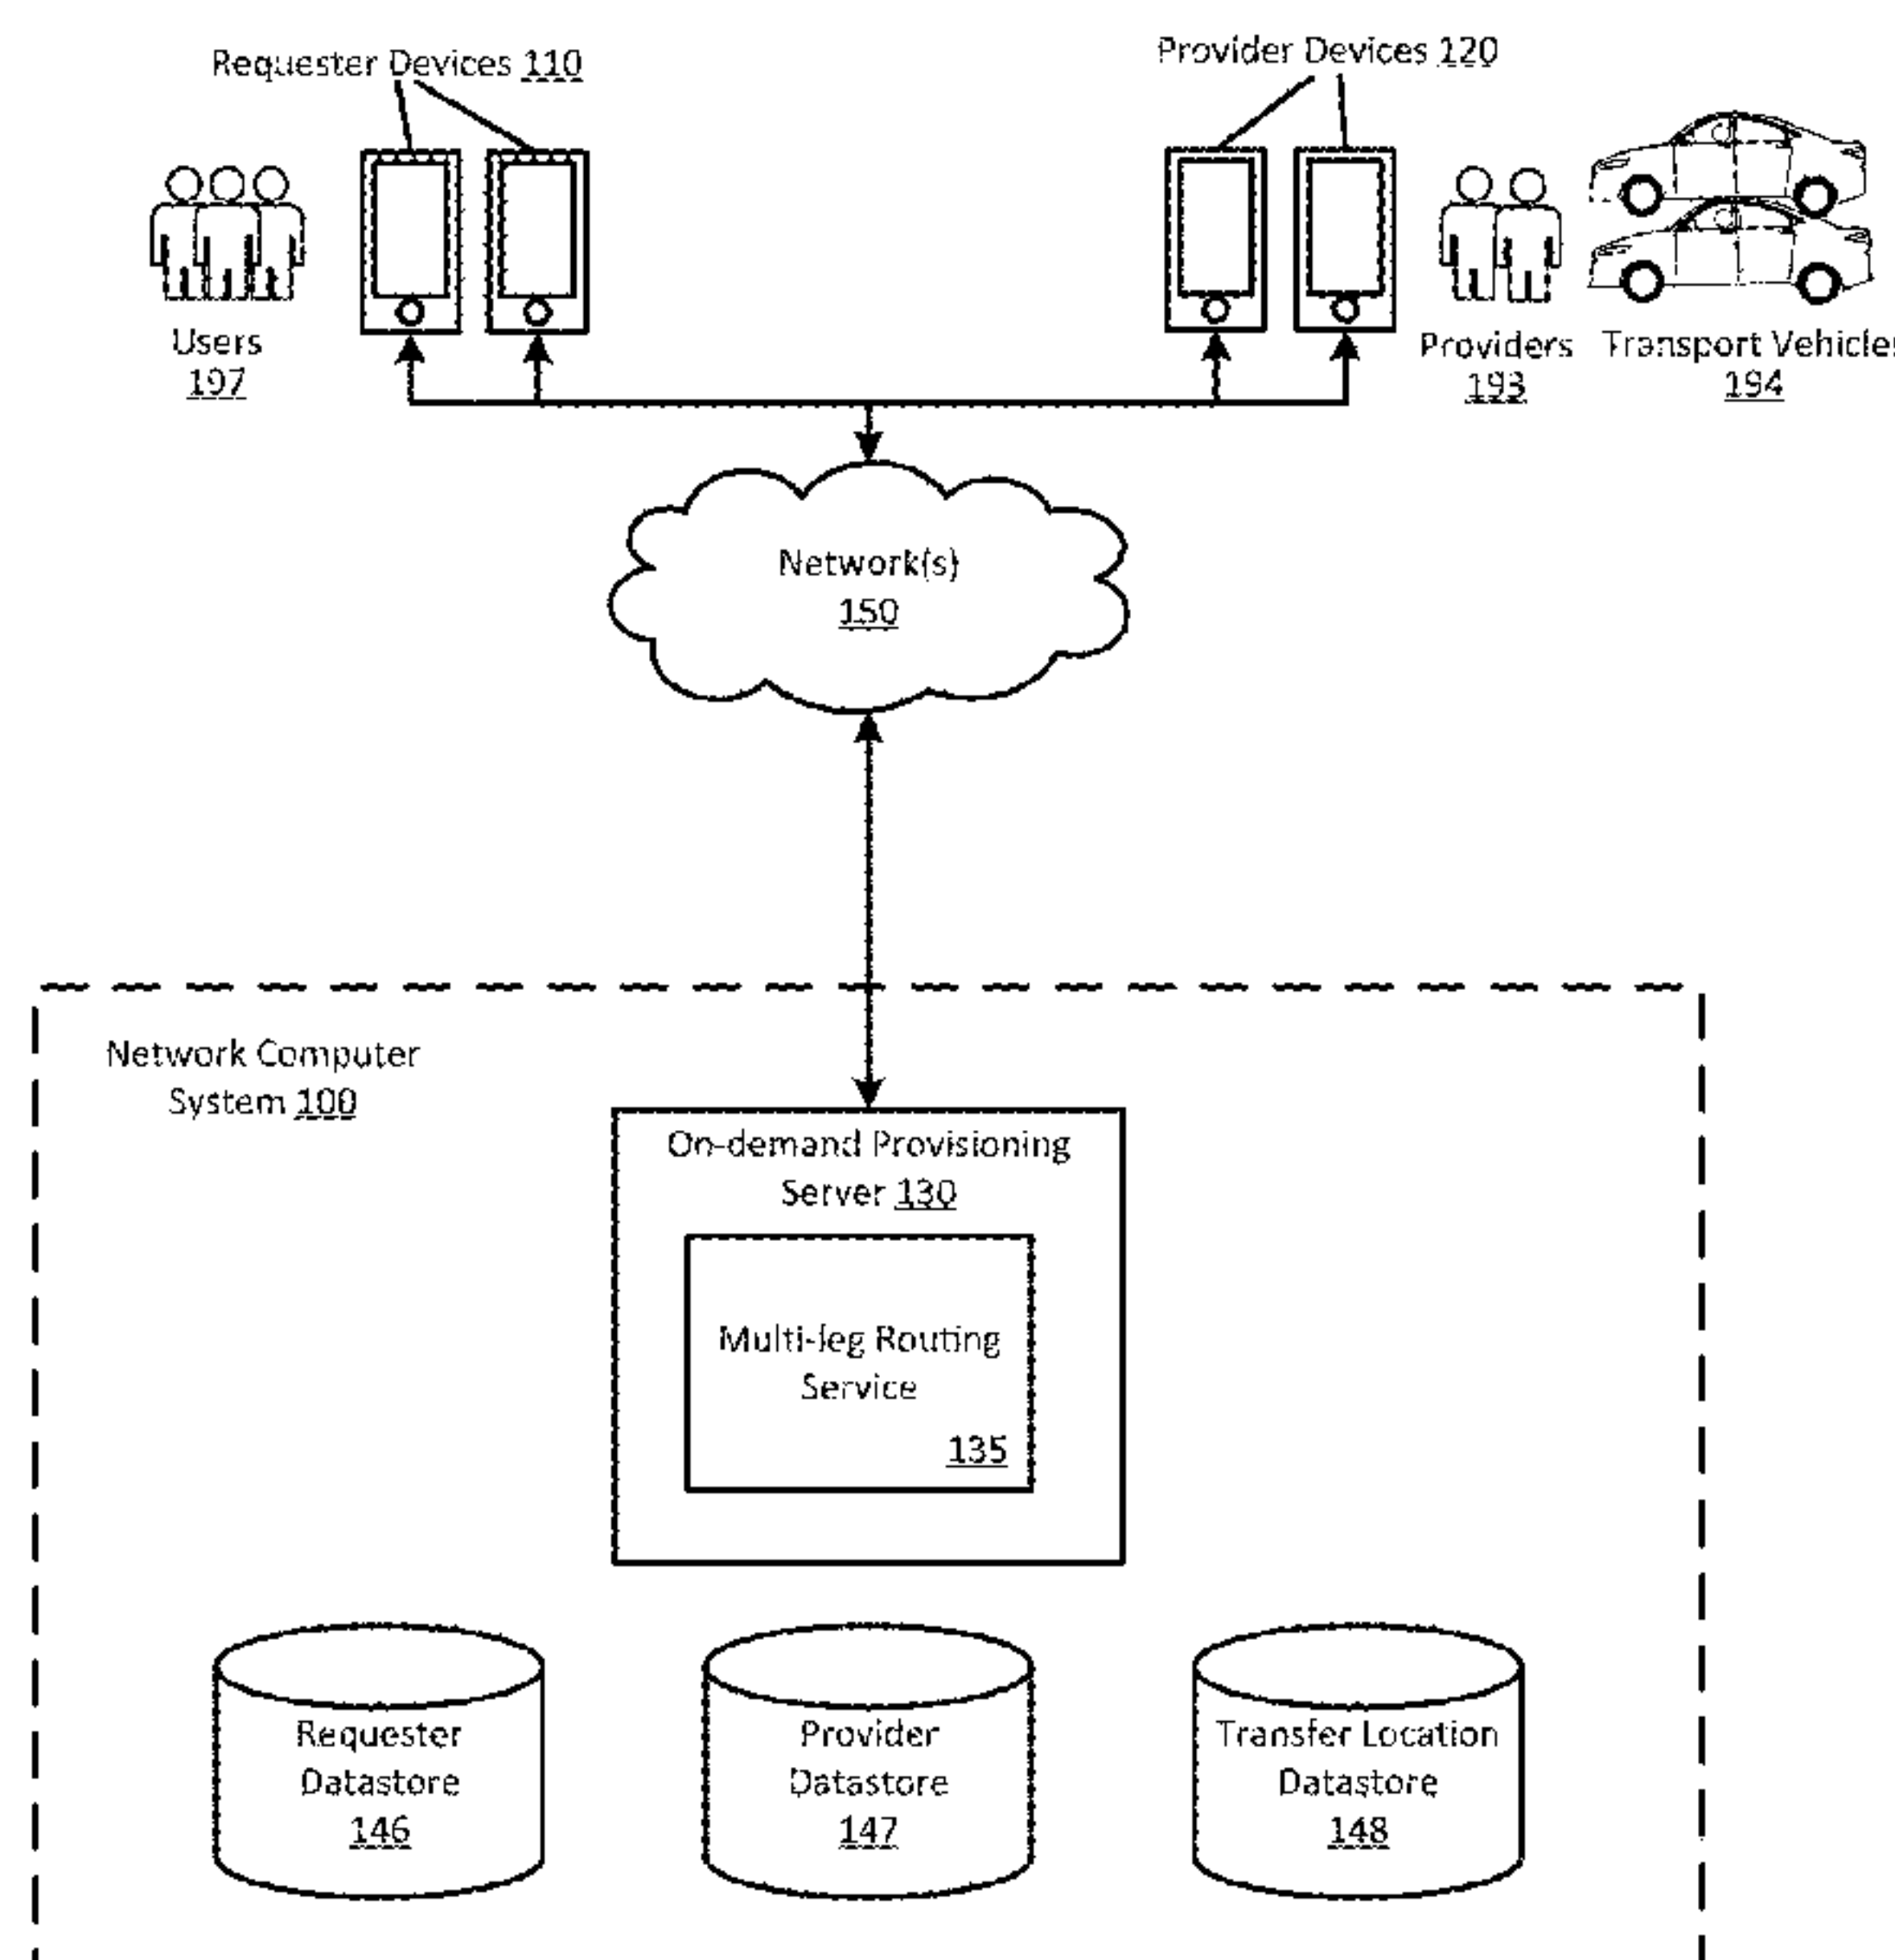 Requester Devices 110
Provider Devices 120
Users
197
Providers
193
Transport Vehicles
194
Network(s)
150
Network Computer
System 100
On-demand Provisioning
Server 130
Multi-leg Routing
Service
135
Requester
Datastore
146
Provider
Datastore
147
Transfer Location
Datastore
148